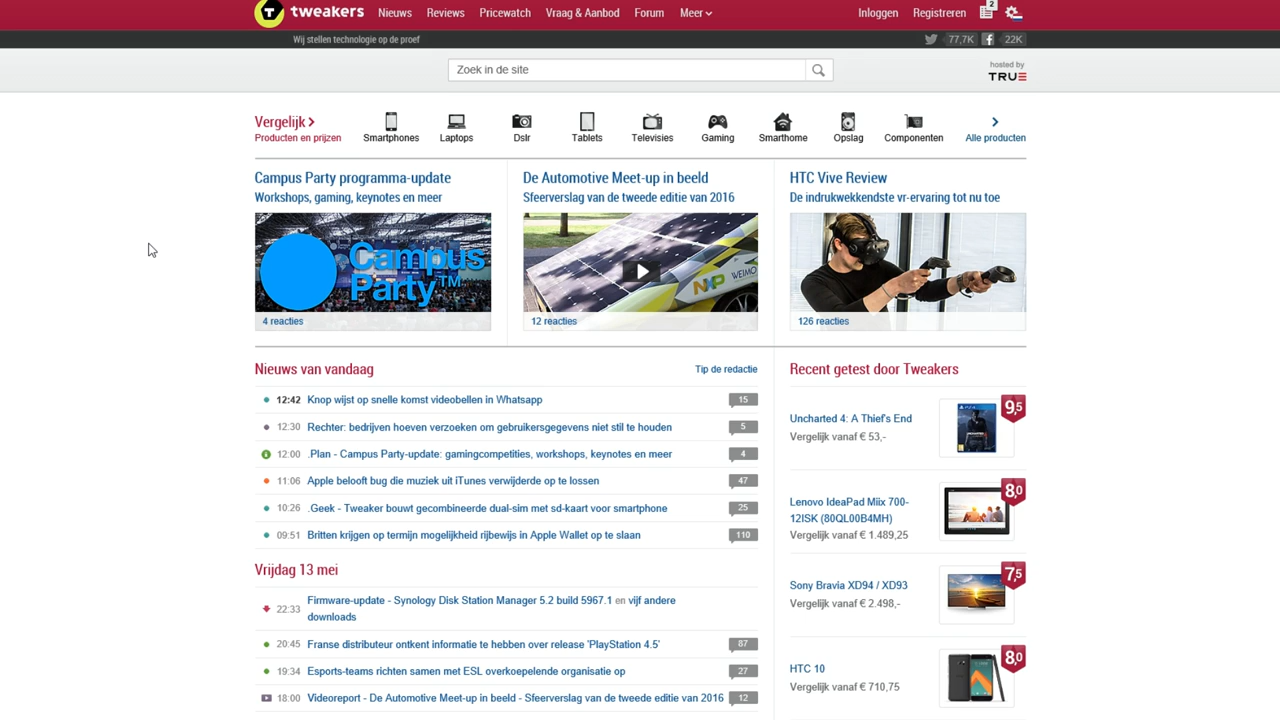 tweakers Nieuws Reviews Pricewatch Vraag & Aanbod Forum Meer Inloggen Registreren 2
Wij stellen technologie op de proef 77,7K 22K
Zoek in de site
hosted by
TRUE
Vergelijk
Producten en prijzen
Smartphones Laptops Dslr Tablets Televisies Gaming Smarthome Opslag Componenten Alle producten
Campus Party programma-update
Workshops, gaming, keynotes en meer
Campus
Party™
4 reacties
De Automotive Meet-up in beeld
Sfeerverslag van de tweede editie van 2016
NXP WEIMO
12 reacties
HTC Vive Review
De indrukwekkendste vr-ervaring tot nu toe
126 reacties
Nieuws van vandaag Tip de redactie
12:42 Knop wijst op snelle komst videobellen in Whatsapp 15
12:30 Rechter: bedrijven hoeven verzoeken om gebruikersgegevens niet stil te houden 5
12:00 .Plan - Campus Party-update: gamingcompetities, workshops, keynotes en meer 4
11:06 Apple belooft bug die muziek uit iTunes verwijderde op te lossen 47
10:26 .Geek - Tweaker bouwt gecombineerde dual-sim met sd-kaart voor smartphone 25
09:51 Britten krijgen op termijn mogelijkheid rijbewijs in Apple Wallet op te slaan 110
Vrijdag 13 mei
22:33 Firmware-update - Synology Disk Station Manager 5.2 build 5967.1 en vijf andere
downloads
20:45 Franse distributeur ontkent informatie te hebben over release 'PlayStation 4.5' 87
19:34 Esports-teams richten samen met ESL overkoepelende organisatie op 27
18:00 Videoreport - De Automotive Meet-up in beeld - Sfeerverslag van de tweede editie van 2016 12
Recent getest door Tweakers
Uncharted 4: A Thief's End
Vergelijk vanaf € 53,-
9,5
Lenovo IdeaPad Miix 700-
12ISK (80QL00B4MH)
Vergelijk vanaf € 1.489,25
8,0
Sony Bravia XD94 / XD93
Vergelijk vanaf € 2.498,-
7,5
HTC 10
Vergelijk vanaf € 710,75
8,0